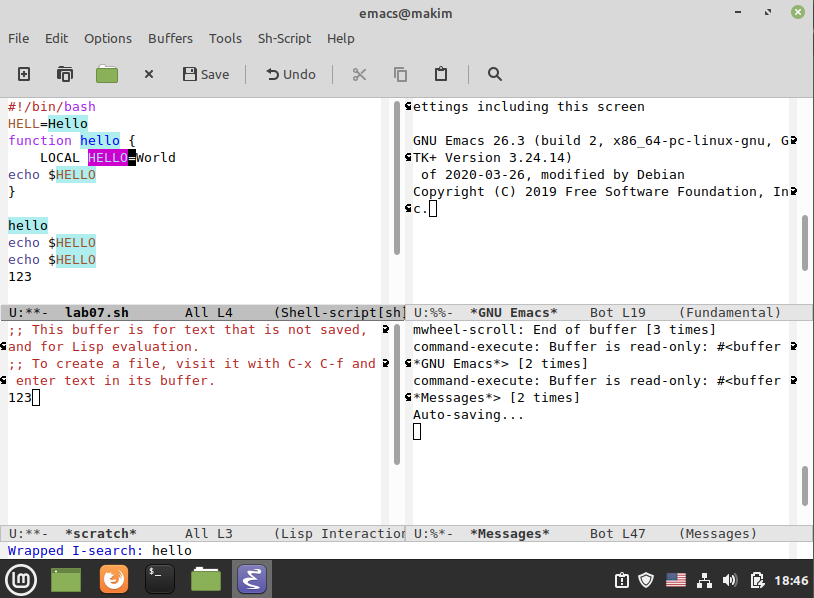 emacs@makim
File Edit Options Buffers Tools Sh-Script Help
Save Undo
#!/bin/bash
HELL=Hello
function hello {
    LOCAL HELLO=World
echo $HELLO
}
hello
echo $HELLO
echo $HELLO
123
U:**-  lab07.sh       All L4     (Shell-script[sh]
ettings including this screen
GNU Emacs 26.3 (build 2, x86_64-pc-linux-gnu, G
TK+ Version 3.24.14)
 of 2020-03-26, modified by Debian
Copyright (C) 2019 Free Software Foundation, In
c.
U:%%-  *GNU Emacs*    Bot L19    (Fundamental)
;; This buffer is for text that is not saved,
and for Lisp evaluation.
;; To create a file, visit it with C-x C-f and
 enter text in its buffer.
123
U:**-  *scratch*      All L3     (Lisp Interaction
mwheel-scroll: End of buffer [3 times]
command-execute: Buffer is read-only: #<buffer
*GNU Emacs*> [2 times]
command-execute: Buffer is read-only: #<buffer
*Messages*> [2 times]
Auto-saving...
U:%*-  *Messages*     Bot L47    (Messages)
Wrapped I-search: hello
18:46